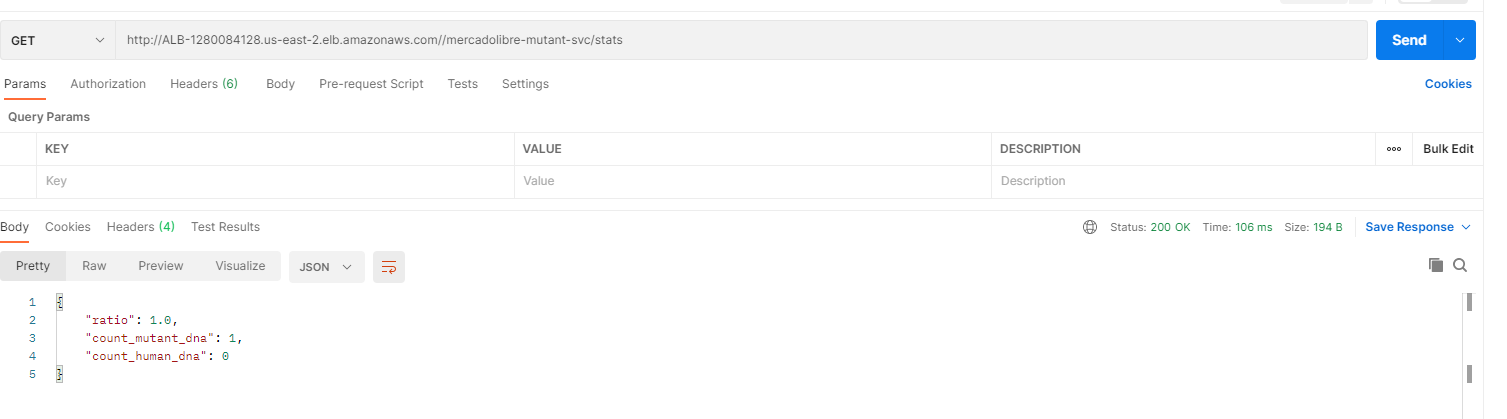 GET http://ALB-1280084128.us-east-2.elb.amazonaws.com//mercadolibre-mutant-svc/stats Send
Params Authorization Headers (6) Body Pre-request Script Tests Settings Cookies
Query Params
KEY VALUE DESCRIPTION ooo Bulk Edit
Key Value Description
Body Cookies Headers (4) Test Results Status: 200 OK Time: 106 ms Size: 194 B Save Response
Pretty Raw Preview Visualize JSON
1 {
2 "ratio": 1.0,
3 "count_mutant_dna": 1,
4 "count_human_dna": 0
5 }